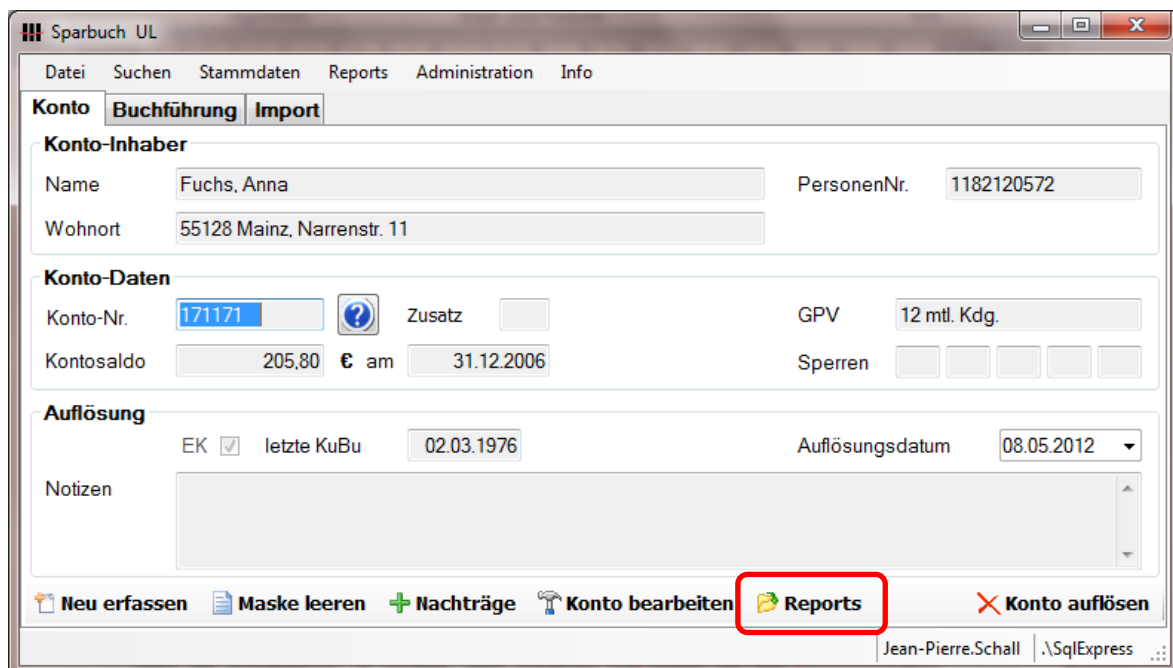 Sparbuch UL
Datei Suchen Stammdaten Reports Administration Info
Konto Buchführung Import
Konto-Inhaber
Name Fuchs, Anna PersonenNr. 1182120572
Wohnort 55128 Mainz, Narrenstr. 11
Konto-Daten
Konto-Nr. 171171 Zusatz GPV 12 mtl. Kdg.
Kontosaldo 205,80 € am 31.12.2006 Sperren
Auflösung
EK letzte KuBu 02.03.1976 Auflösungsdatum 08.05.2012
Notizen
Neu erfassen Maske leeren Nachträge Konto bearbeiten Reports Konto auflösen
Jean-Pierre.Schall .\SqlExpress